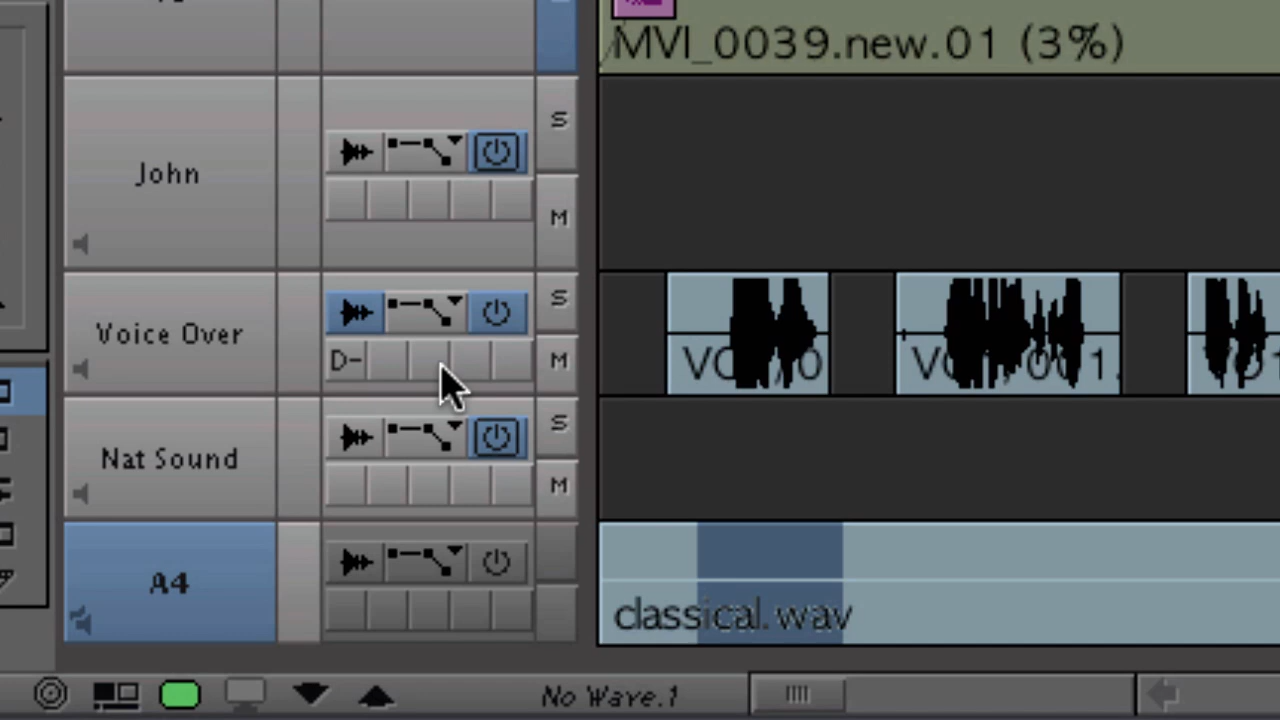 MVI_0039.new.01 (3%)
John
S
M
Voice Over
S
D-
M
Nat Sound
S
M
A4
classical.wav
No Wave.1